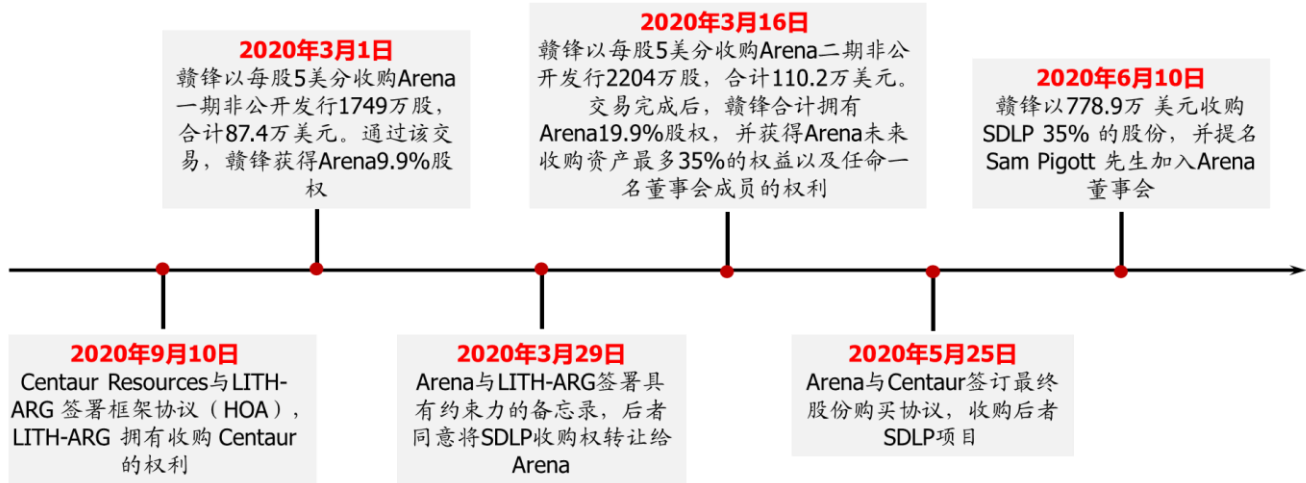 2020年3月1日
赣锋以每股5美分收购Arena
一期非公开发行1749万股，
合计87.4万美元。通过该交
易，赣锋获得Arena9.9%股
权
2020年3月16日
赣锋以每股5美分收购Arena二期非公
开发行2204万股，合计110.2万美元。
交易完成后，赣锋合计拥有
Arena19.9%股权，并获得Arena未来
收购资产最多35%的权益以及任命一
名董事会成员的权利
2020年6月10日
赣锋以778.9万 美元收购
SDLP 35% 的股份，并提名
Sam Pigott 先生加入Arena
董事会
2020年9月10日
Centaur Resources与LITH-
ARG 签署框架协议（HOA），
LITH-ARG 拥有收购 Centaur
的权利
2020年3月29日
Arena与LITH-ARG签署具
有约束力的备忘录，后者
同意将SDLP收购权转让给
Arena
2020年5月25日
Arena与Centaur签订最终
股份购买协议，收购后者
SDLP项目